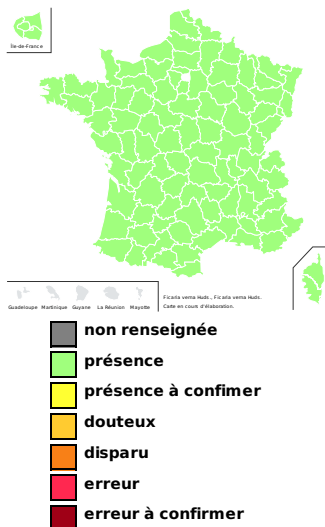 Île-de-France
Guadeloupe Martinique Guyane La Réunion Mayotte
Ficaria verna Huds., Ficaria verna Huds.
Carte en cours d'élaboration.
non renseignée
présence
présence à confimer
douteux
disparu
erreur
erreur à confirmer